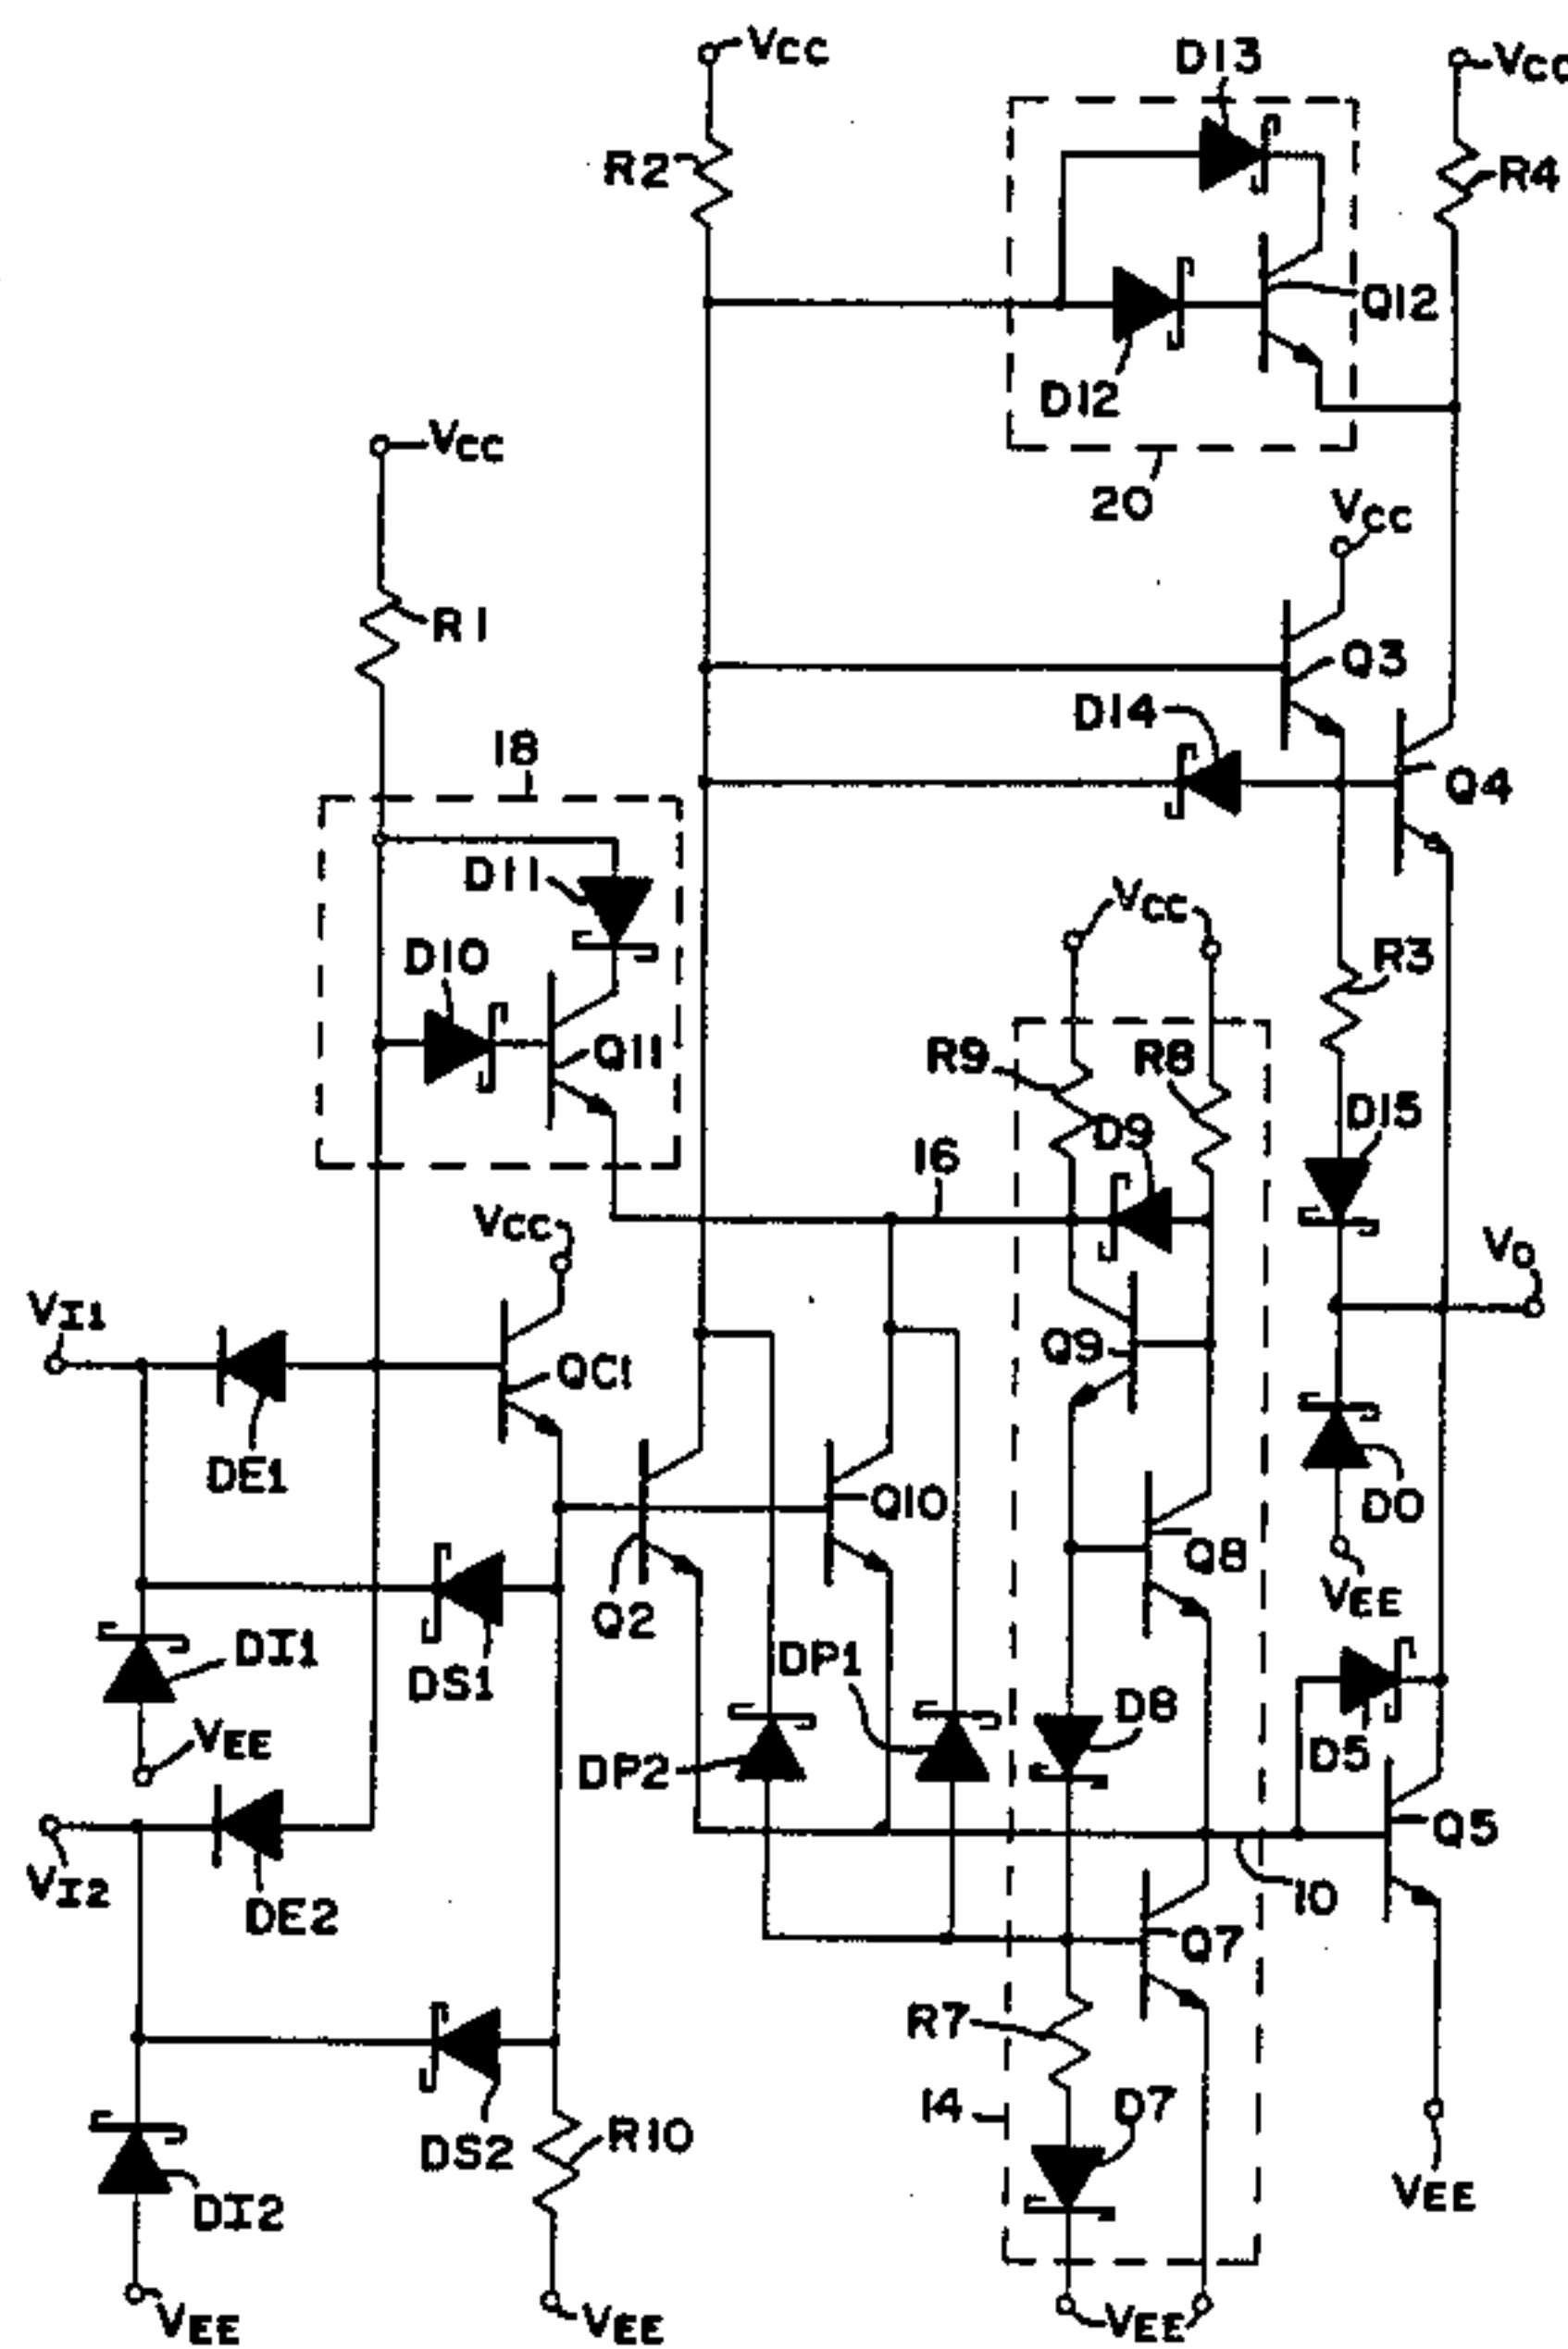 VCC
D13
VCC
R2
R4
Q12
D12
VCC
20
VCC
R1
Q3
D14
18
Q4
D11
VCC
D10
R3
R9
R8
Q11
D15
D9
16
VCC
VO
VI1
Q9
QC1
DE1
Q10
DO
Q8
VEE
Q2
DI1
DS1
DP1
D8
VEE
DP2
D5
Q5
VI2
10
DE2
Q7
R7
14
D7
R10
DS2
VEE
DI2
VEE
VEE
VEE